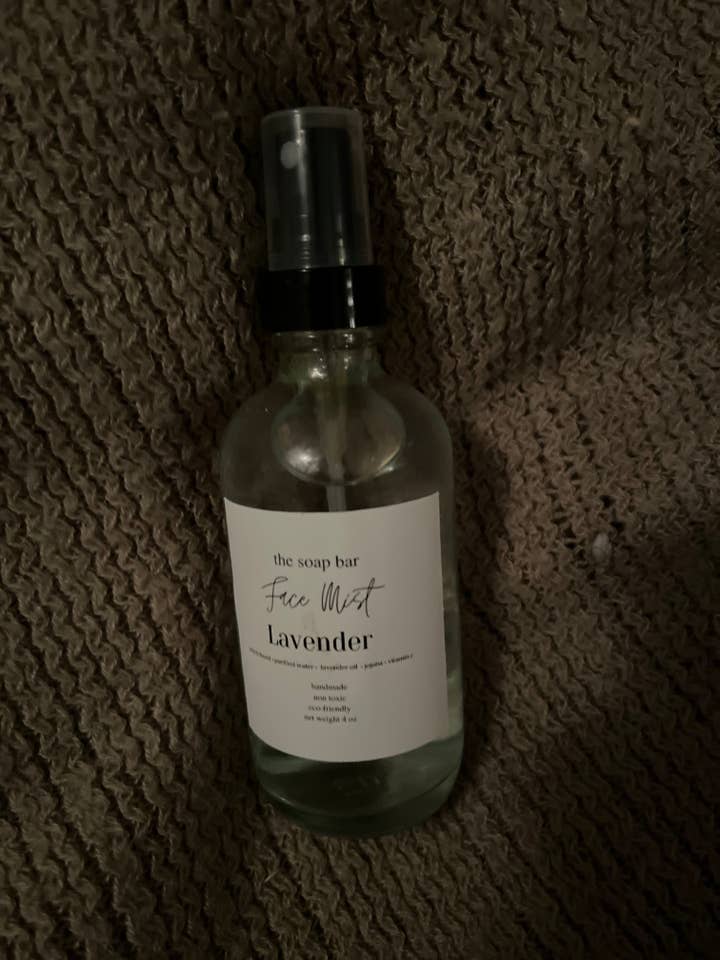 the soap bar
Face Mist
Lavender
witch hazel • purified water • lavender oil • jojoba • vitamin e
handmade
non toxic
eco friendly
net weight 4 oz